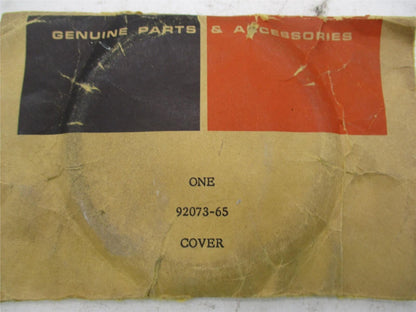 GENUINE PARTS & ACCESSORIES
ONE
92073-65
COVER